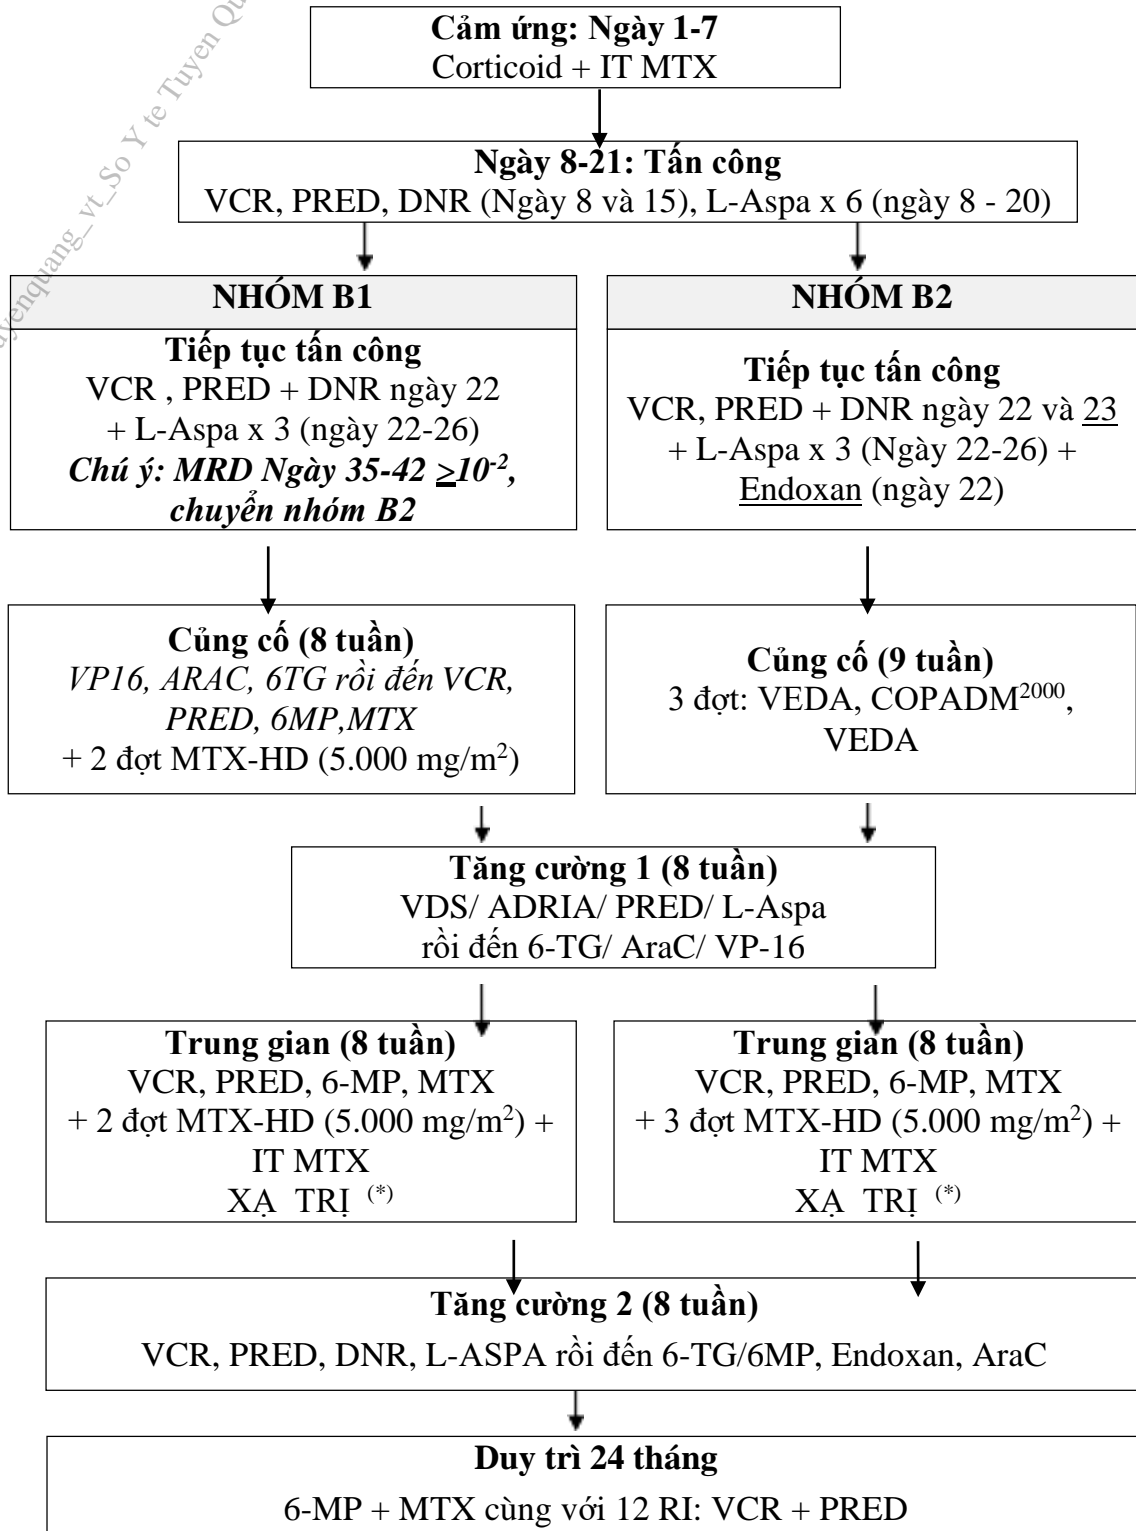 Cảm ứng: Ngày 1-7
Corticoid + IT MTX
Ngày 8-21: Tấn công
VCR, PRED, DNR (Ngày 8 và 15), L-Aspa x 6 (ngày 8 - 20)
NHÓM B1
Tiếp tục tấn công
VCR , PRED + DNR ngày 22
+ L-Aspa x 3 (ngày 22-26)
Chú ý: MRD Ngày 35-42 ≥10⁻²,
chuyển nhóm B2
NHÓM B2
Tiếp tục tấn công
VCR, PRED + DNR ngày 22 và 23
+ L-Aspa x 3 (Ngày 22-26) +
Endoxan (ngày 22)
Củng cố (8 tuần)
VP16, ARAC, 6TG rồi đến VCR,
PRED, 6MP,MTX
+ 2 đợt MTX-HD (5.000 mg/m²)
Củng cố (9 tuần)
3 đợt: VEDA, COPADM²⁰⁰⁰,
VEDA
Tăng cường 1 (8 tuần)
VDS/ ADRIA/ PRED/ L-Aspa
rồi đến 6-TG/ AraC/ VP-16
Trung gian (8 tuần)
VCR, PRED, 6-MP, MTX
+ 2 đợt MTX-HD (5.000 mg/m²) +
IT MTX
XẠ TRỊ (*)
Trung gian (8 tuần)
VCR, PRED, 6-MP, MTX
+ 3 đợt MTX-HD (5.000 mg/m²) +
IT MTX
XẠ TRỊ (*)
Tăng cường 2 (8 tuần)
VCR, PRED, DNR, L-ASPA rồi đến 6-TG/6MP, Endoxan, AraC
Duy trì 24 tháng
6-MP + MTX cùng với 12 RI: VCR + PRED
vt_So Y te Tuyen